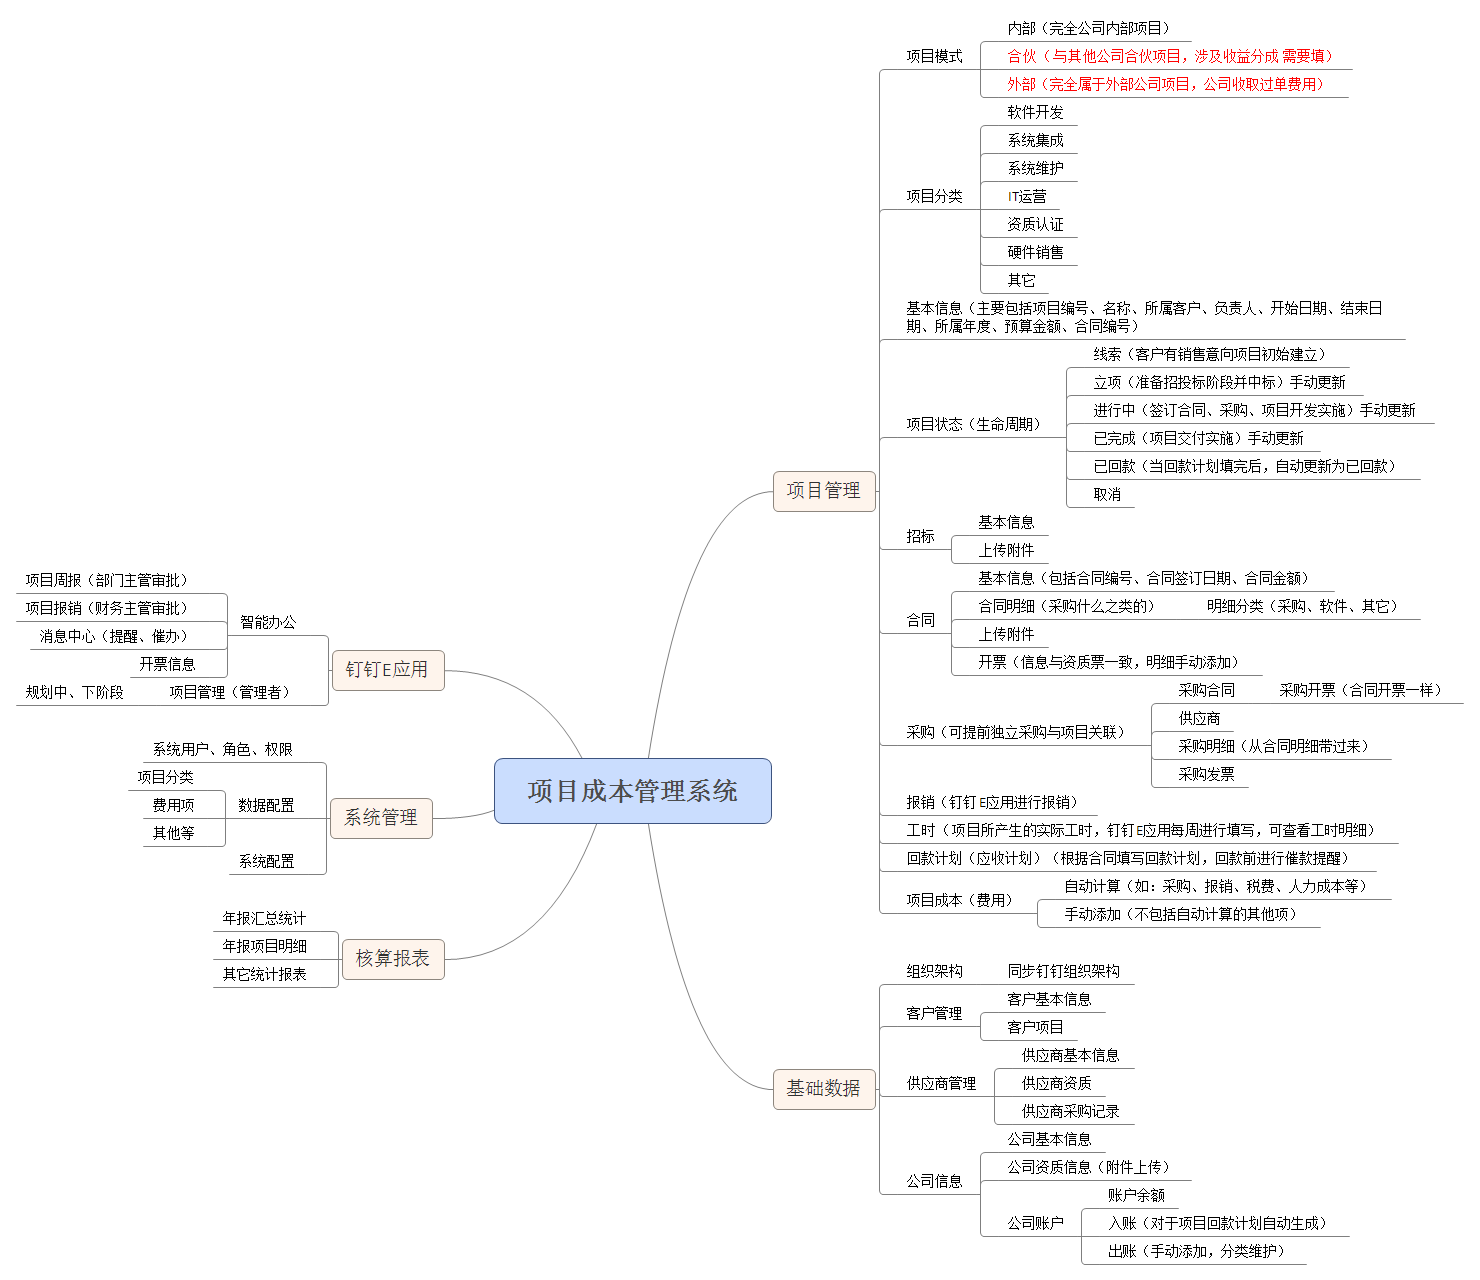 项目成本管理系统
项目管理
项目模式
内部（完全公司内部项目）
合伙（与其他公司合伙项目，涉及收益分成 需要填）
外部（完全属于外部公司项目，公司收取过单费用）
项目分类
软件开发
系统集成
系统维护
IT运营
资质认证
硬件销售
其它
基本信息（主要包括项目编号、名称、所属客户、负责人、开始日期、结束日
期、所属年度、预算金额、合同编号）
项目状态（生命周期）
线索（客户有销售意向项目初始建立）
立项（准备招投标阶段并中标）手动更新
进行中（签订合同、采购、项目开发实施）手动更新
已完成（项目交付实施）手动更新
已回款（当回款计划填完后，自动更新为已回款）
取消
招标
基本信息
上传附件
合同
基本信息（包括合同编号、合同签订日期、合同金额）
合同明细（采购什么之类的）
明细分类（采购、软件、其它）
上传附件
开票（信息与资质票一致，明细手动添加）
采购（可提前独立采购与项目关联）
采购合同
采购开票（合同开票一样）
供应商
采购明细（从合同明细带过来）
采购发票
报销（钉钉E应用进行报销）
工时（项目所产生的实际工时，钉钉E应用每周进行填写，可查看工时明细）
回款计划（应收计划）（根据合同填写回款计划，回款前进行催款提醒）
项目成本（费用）
自动计算（如：采购、报销、税费、人力成本等）
手动添加（不包括自动计算的其他项）
基础数据
组织架构
同步钉钉组织架构
客户管理
客户基本信息
客户项目
供应商管理
供应商基本信息
供应商资质
供应商采购记录
公司信息
公司基本信息
公司资质信息（附件上传）
公司账户
账户余额
入账（对于项目回款计划自动生成）
出账（手动添加，分类维护）
钉钉E应用
智能办公
项目周报（部门主管审批）
项目报销（财务主管审批）
消息中心（提醒、催办）
开票信息
项目管理（管理者）
规划中、下阶段
系统管理
系统用户、角色、权限
数据配置
项目分类
费用项
其他等
系统配置
核算报表
年报汇总统计
年报项目明细
其它统计报表